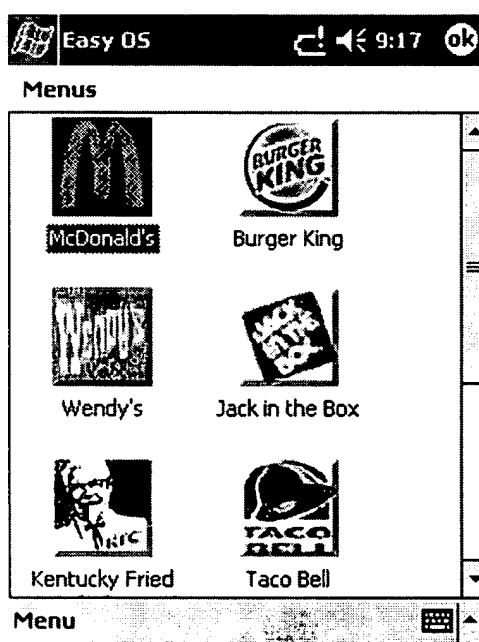 Easy OS 9:17 ok
Menus
McDonald's Burger King
BURGER
KING
Wendy's Jack in the Box
JACK
IN THE
BOX
KFC
TACO
BELL
Kentucky Fried Taco Bell
Menu